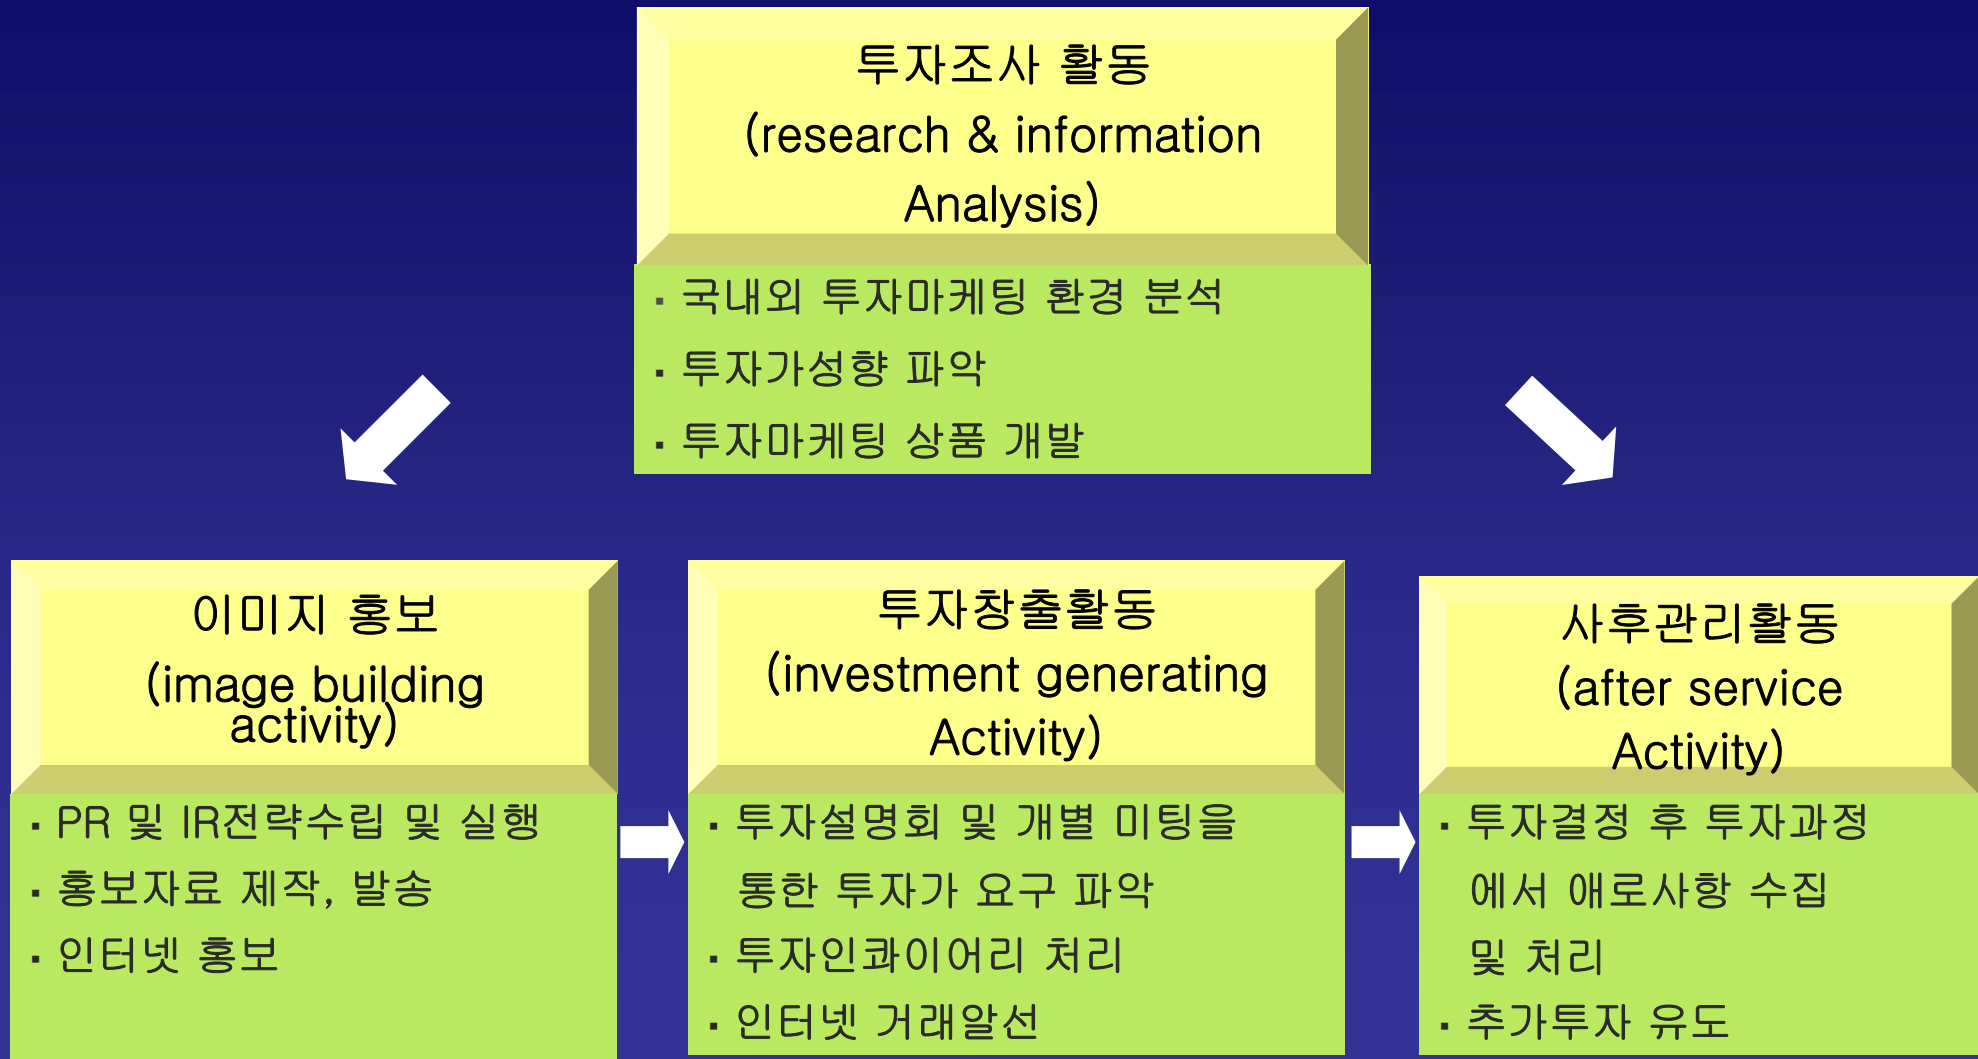 투자조사 활동
(research & information
Analysis)
· 국내외 투자마케팅 환경 분석
· 투자가성향 파악
· 투자마케팅 상품 개발
이미지 홍보
(image building
activity)
· PR 및 IR전략수립 및 실행
· 홍보자료 제작, 발송
· 인터넷 홍보
투자창출활동
(investment generating
Activity)
· 투자설명회 및 개별 미팅을
통한 투자가 요구 파악
· 투자인콰이어리 처리
· 인터넷 거래알선
사후관리활동
(after service
Activity)
· 투자결정 후 투자과정
에서 애로사항 수집
및 처리
· 추가투자 유도